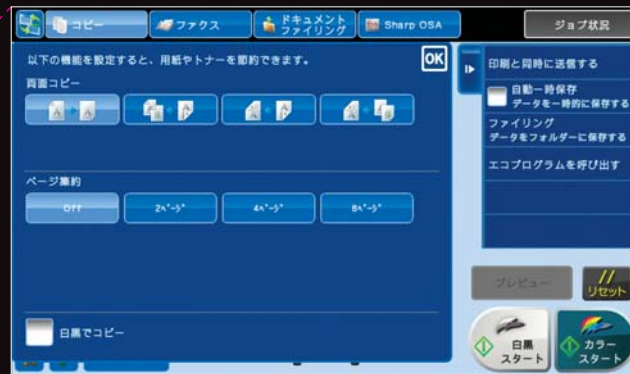 コピー
ファクス
ドキュメント
ファイリング
Sharp OSA
ジョブ状況
以下の機能を設定すると、用紙やトナーを節約できます。
OK
両面コピー
ページ集約
Off
2ページ
4ページ
8ページ
白黒でコピー
印刷と同時に送信する
自動一時保存
データを一時的に保存する
ファイリング
データをフォルダーに保存する
エコプログラムを呼び出す
プレビュー
リセット
白黒
スタート
カラー
スタート